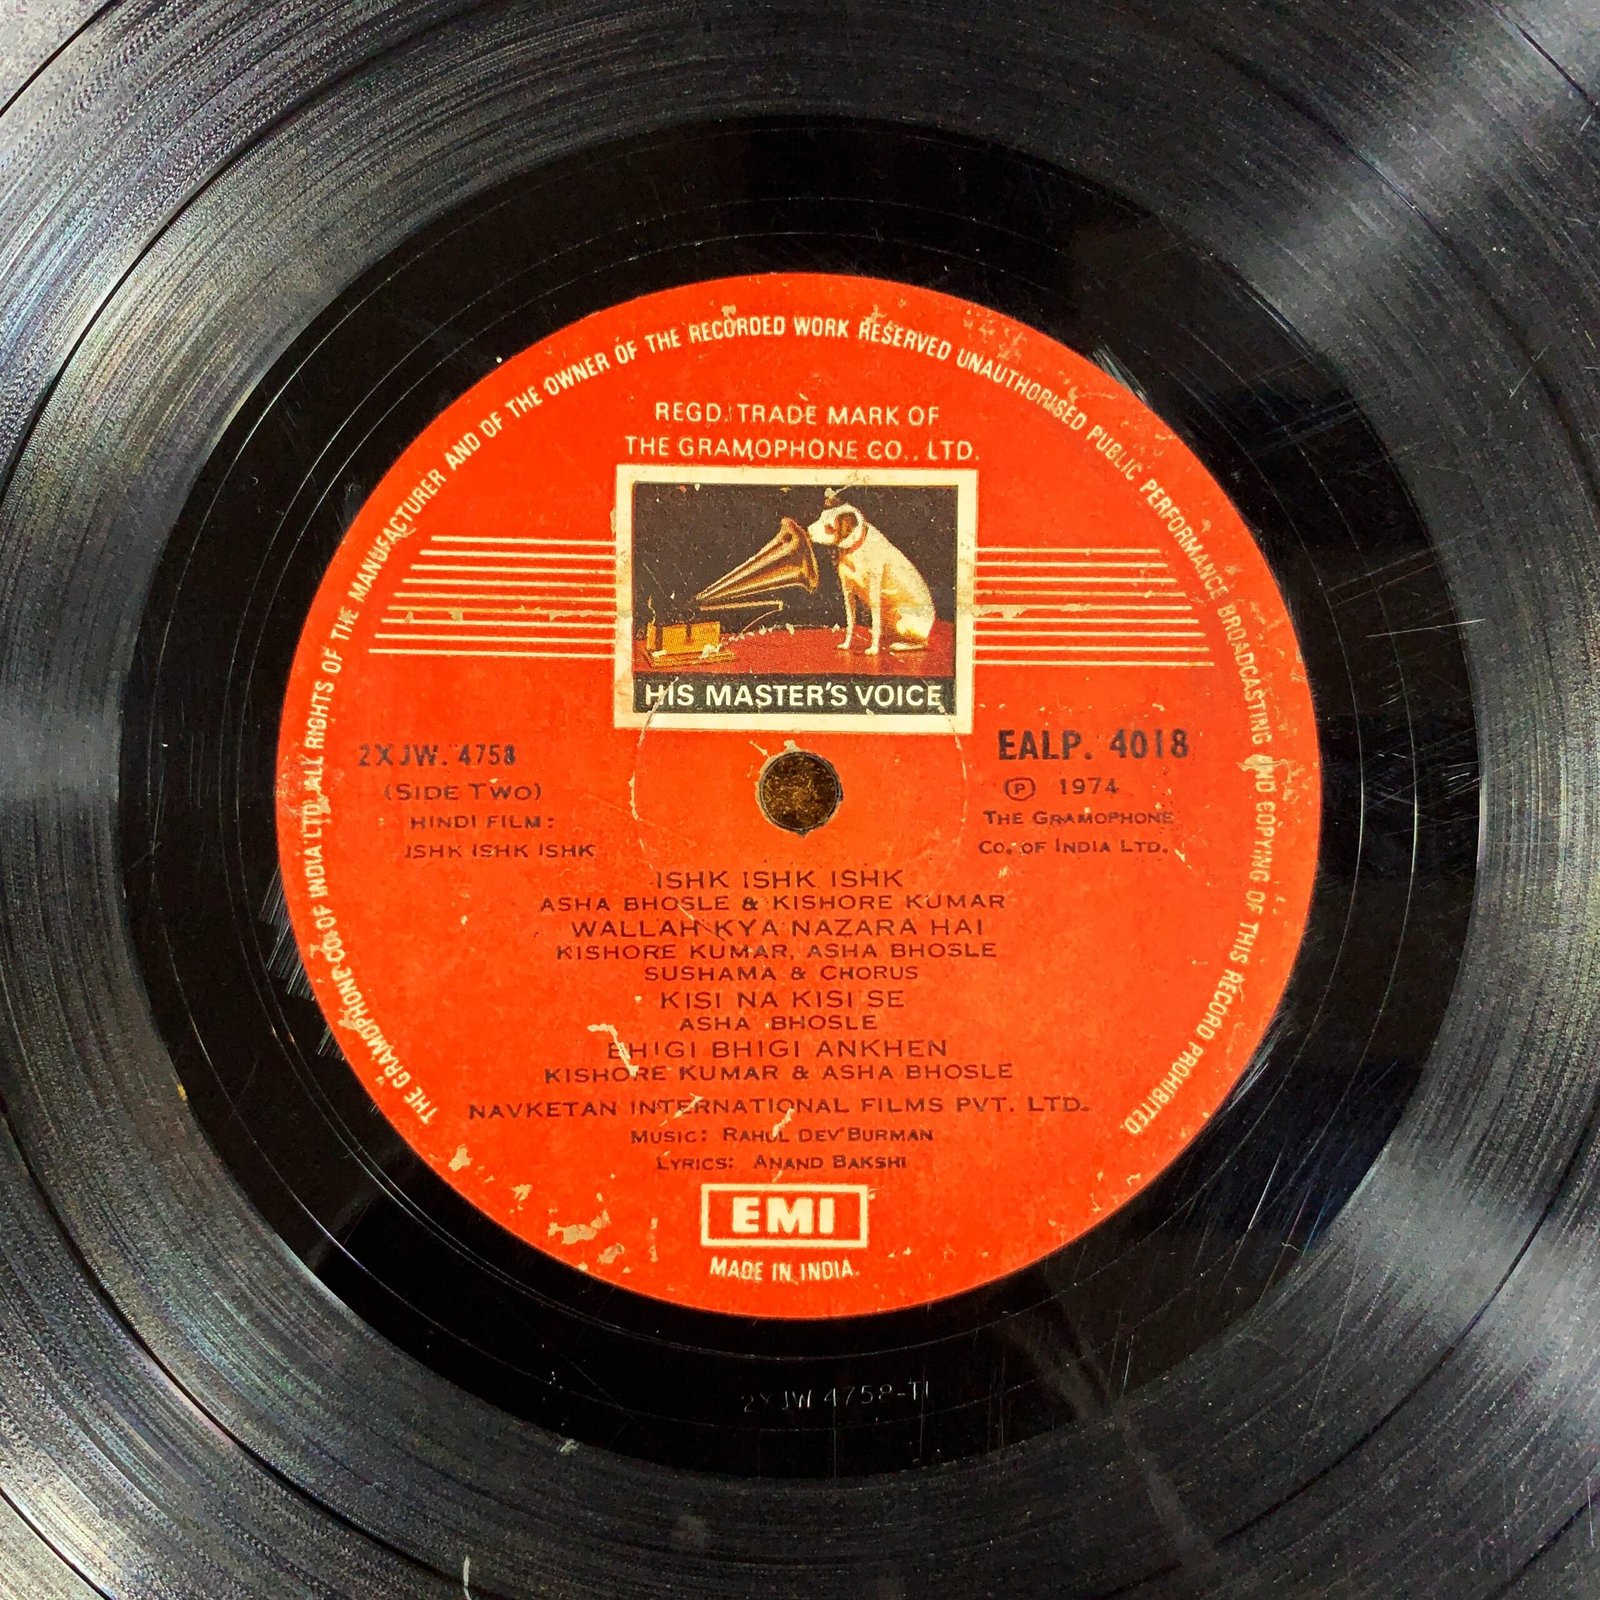 THE GRAMOPHONE CO. OF INDIA LTD. ALL RIGHTS OF THE MANUFACTURER AND OF THE OWNER OF THE RECORDED WORK RESERVED UNAUTHORISED PUBLIC PERFORMANCE BROADCASTING AND COPYING OF THIS RECORD PROHIBITED.
REGD. TRADE MARK OF
THE GRAMOPHONE CO., LTD.
HIS MASTER'S VOICE
2XJW. 4758
(SIDE TWO)
HINDI FILM:
ISHK ISHK ISHK
EALP. 4018
Ⓟ 1974
THE GRAMOPHONE
CO. OF INDIA LTD.
ISHK ISHK ISHK
ASHA BHOSLE & KISHORE KUMAR
WALLAH KYA NAZARA HAI
KISHORE KUMAR, ASHA BHOSLE
SUSHAMA & CHORUS
KISI NA KISI SE
ASHA BHOSLE
BHIGI BHIGI ANKHEN
KISHORE KUMAR & ASHA BHOSLE
NAVKETAN INTERNATIONAL FILMS PVT. LTD.
MUSIC: RAHUL DEV BURMAN
LYRICS: ANAND BAKSHI
EMI
MADE IN INDIA.
2XJW 4758-T1